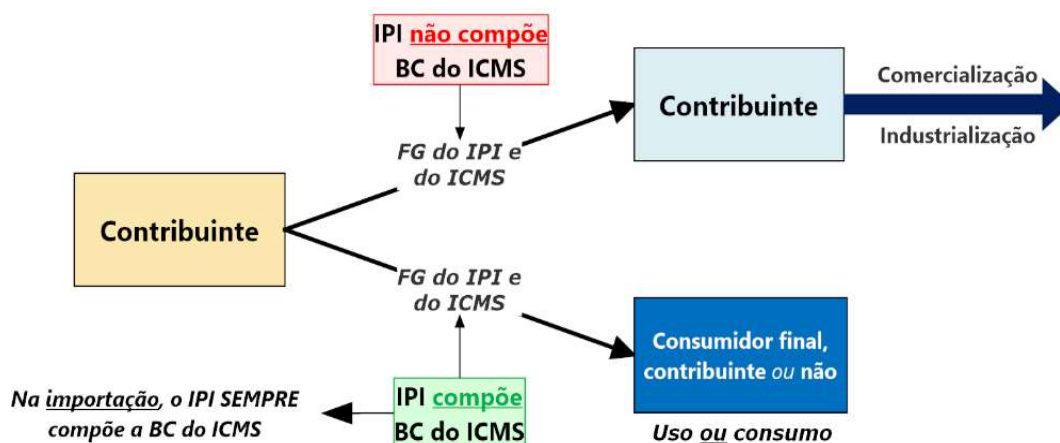 IPI não compõe
BC do ICMS
Comercialização
Contribuinte
Industrialização
FG do IPI e
do ICMS
Contribuinte
FG do IPI e
do ICMS
Consumidor final,
contribuinte ou não
Na importação, o IPI SEMPRE
compõe a BC do ICMS
IPI compõe
BC do ICMS
Uso ou consumo